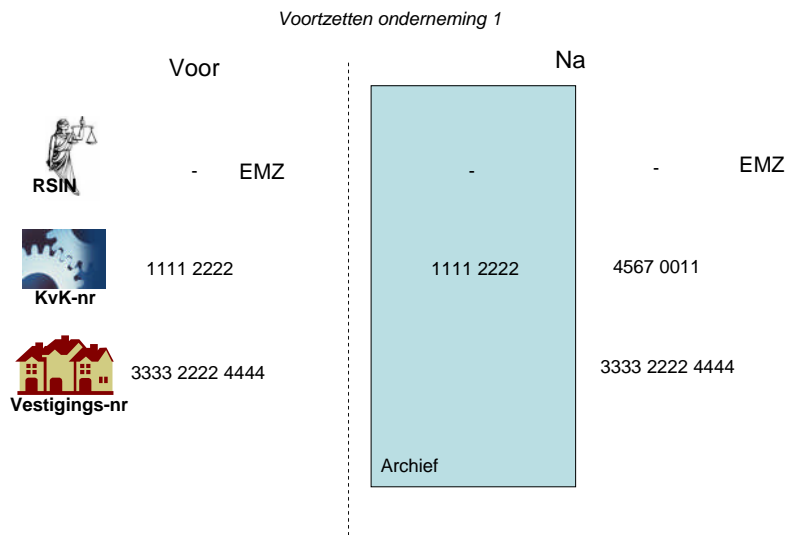 Voortzetten onderneming 1
Voor
Na
RSIN
- EMZ
-
- EMZ
KvK-nr
1111 2222
1111 2222
4567 0011
Vestigings-nr
3333 2222 4444
3333 2222 4444
Archief